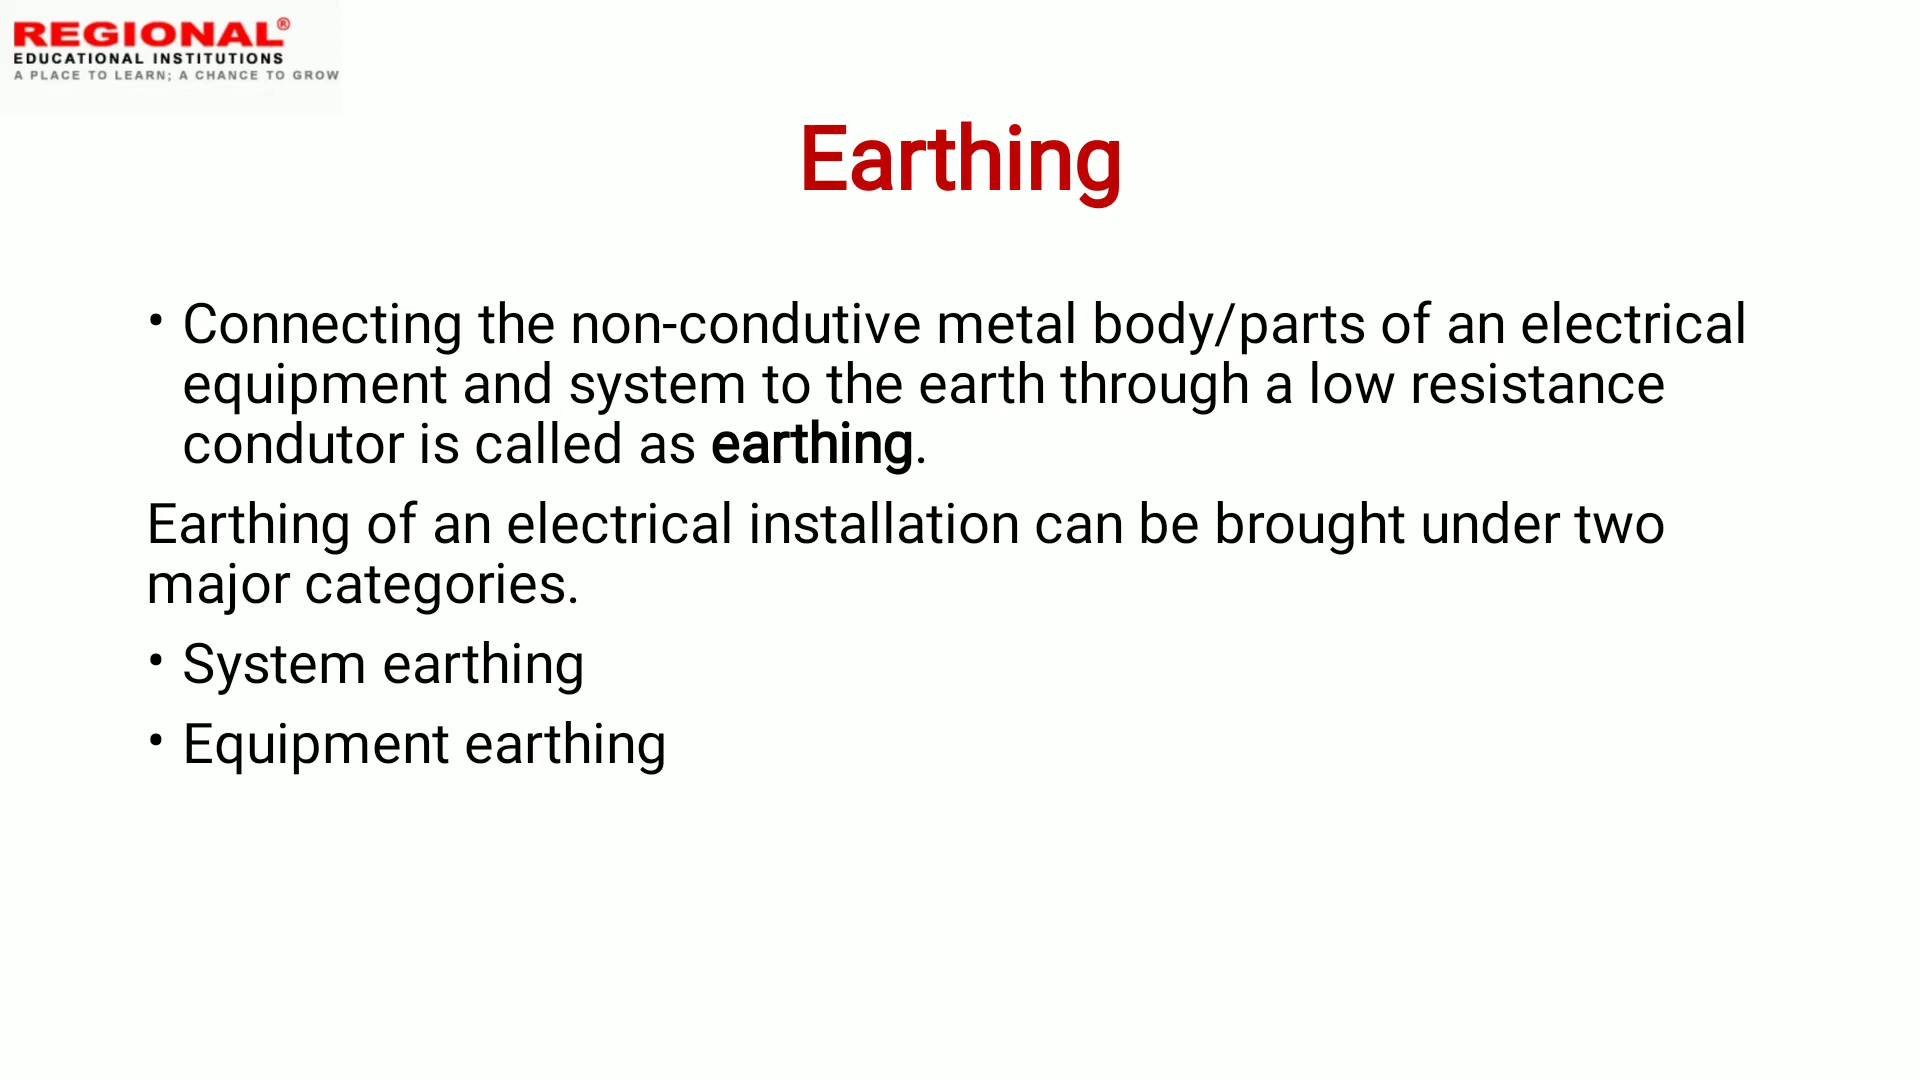 REGIONAL®
EDUCATIONAL INSTITUTIONS
A PLACE TO LEARN; A CHANCE TO GROW
Earthing
• Connecting the non-condutive metal body/parts of an electrical
equipment and system to the earth through a low resistance
condutor is called as earthing.
Earthing of an electrical installation can be brought under two
major categories.
• System earthing
• Equipment earthing